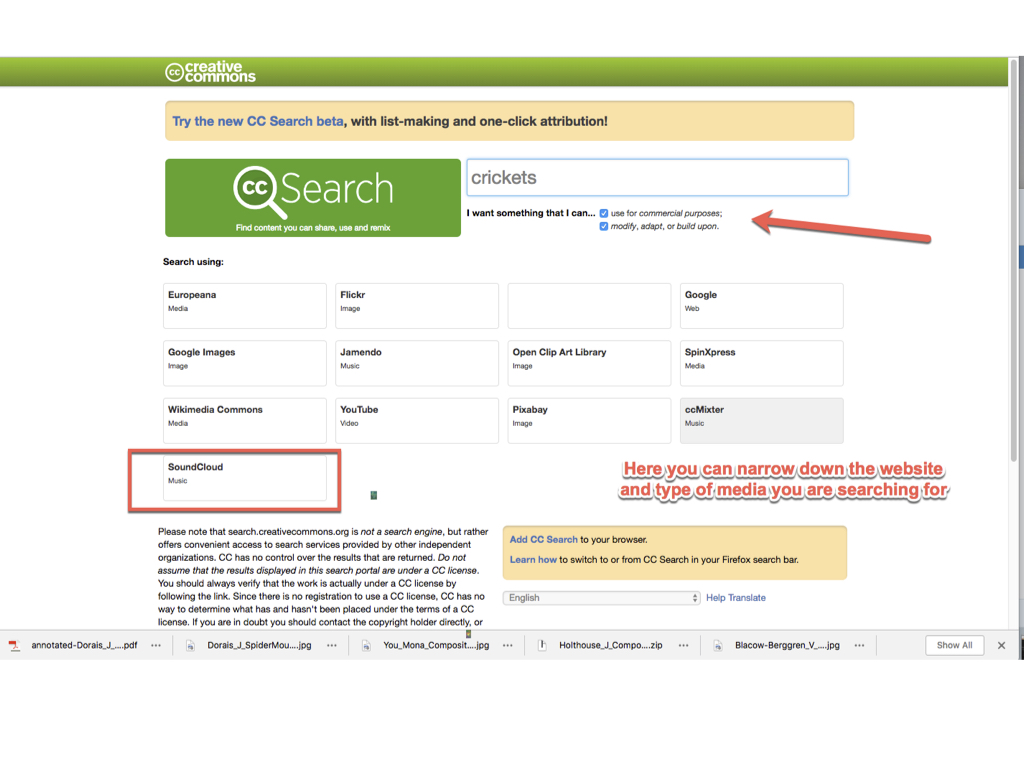 cc creative commons
Try the new CC Search beta, with list-making and one-click attribution!
cc Search
Find content you can share, use and remix
crickets
I want something that I can... use for commercial purposes;
modify, adapt, or build upon.
Search using:
Europeana
Media
Flickr
Image
Google
Web
Google Images
Image
Jamendo
Music
Open Clip Art Library
Image
SpinXpress
Media
Wikimedia Commons
Media
YouTube
Video
Pixabay
Image
ccMixter
Music
SoundCloud
Music
Here you can narrow down the website
and type of media you are searching for
Please note that search.creativecommons.org is not a search engine, but rather
offers convenient access to search services provided by other independent
organizations. CC has no control over the results that are returned. Do not
assume that the results displayed in this search portal are under a CC license.
You should always verify that the work is actually under a CC license by
following the link. Since there is no registration to use a CC license, CC has no
way to determine what has and hasn't been placed under the terms of a CC
license. If you are in doubt you should contact the copyright holder directly, or
Add CC Search to your browser.
Learn how to switch to or from CC Search in your Firefox search bar.
English
Help Translate
annotated-Dorais_J_....pdf
Dorais_J_SpiderMou....jpg
You_Mona_Composit....jpg
Holthouse_J_Compo....zip
Blacow-Berggren_V_....jpg
Show All